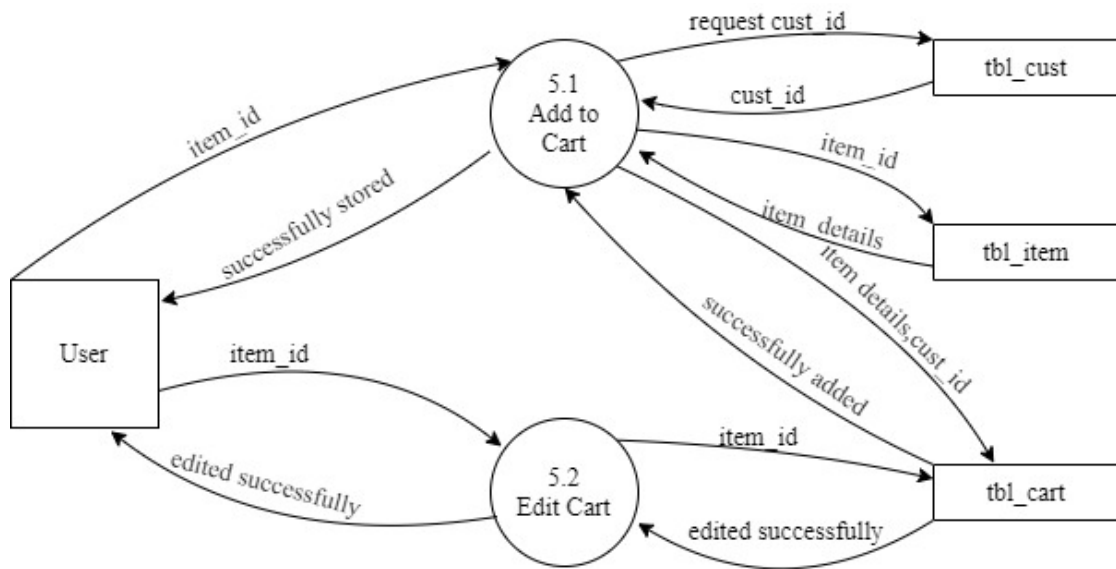 request cust_id
tbl_cust
5.1
Add to
Cart
cust_id
item_id
item_id
successfully stored
item_details
tbl_item
Item details,cust_id
successfully added
User
item_id
item_id
5.2
Edit Cart
edited successfully
tbl_cart
edited successfully